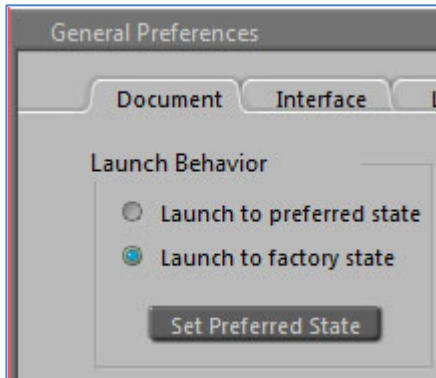 General Preferences
Document Interface
Launch Behavior
Launch to preferred state
Launch to factory state
Set Preferred State